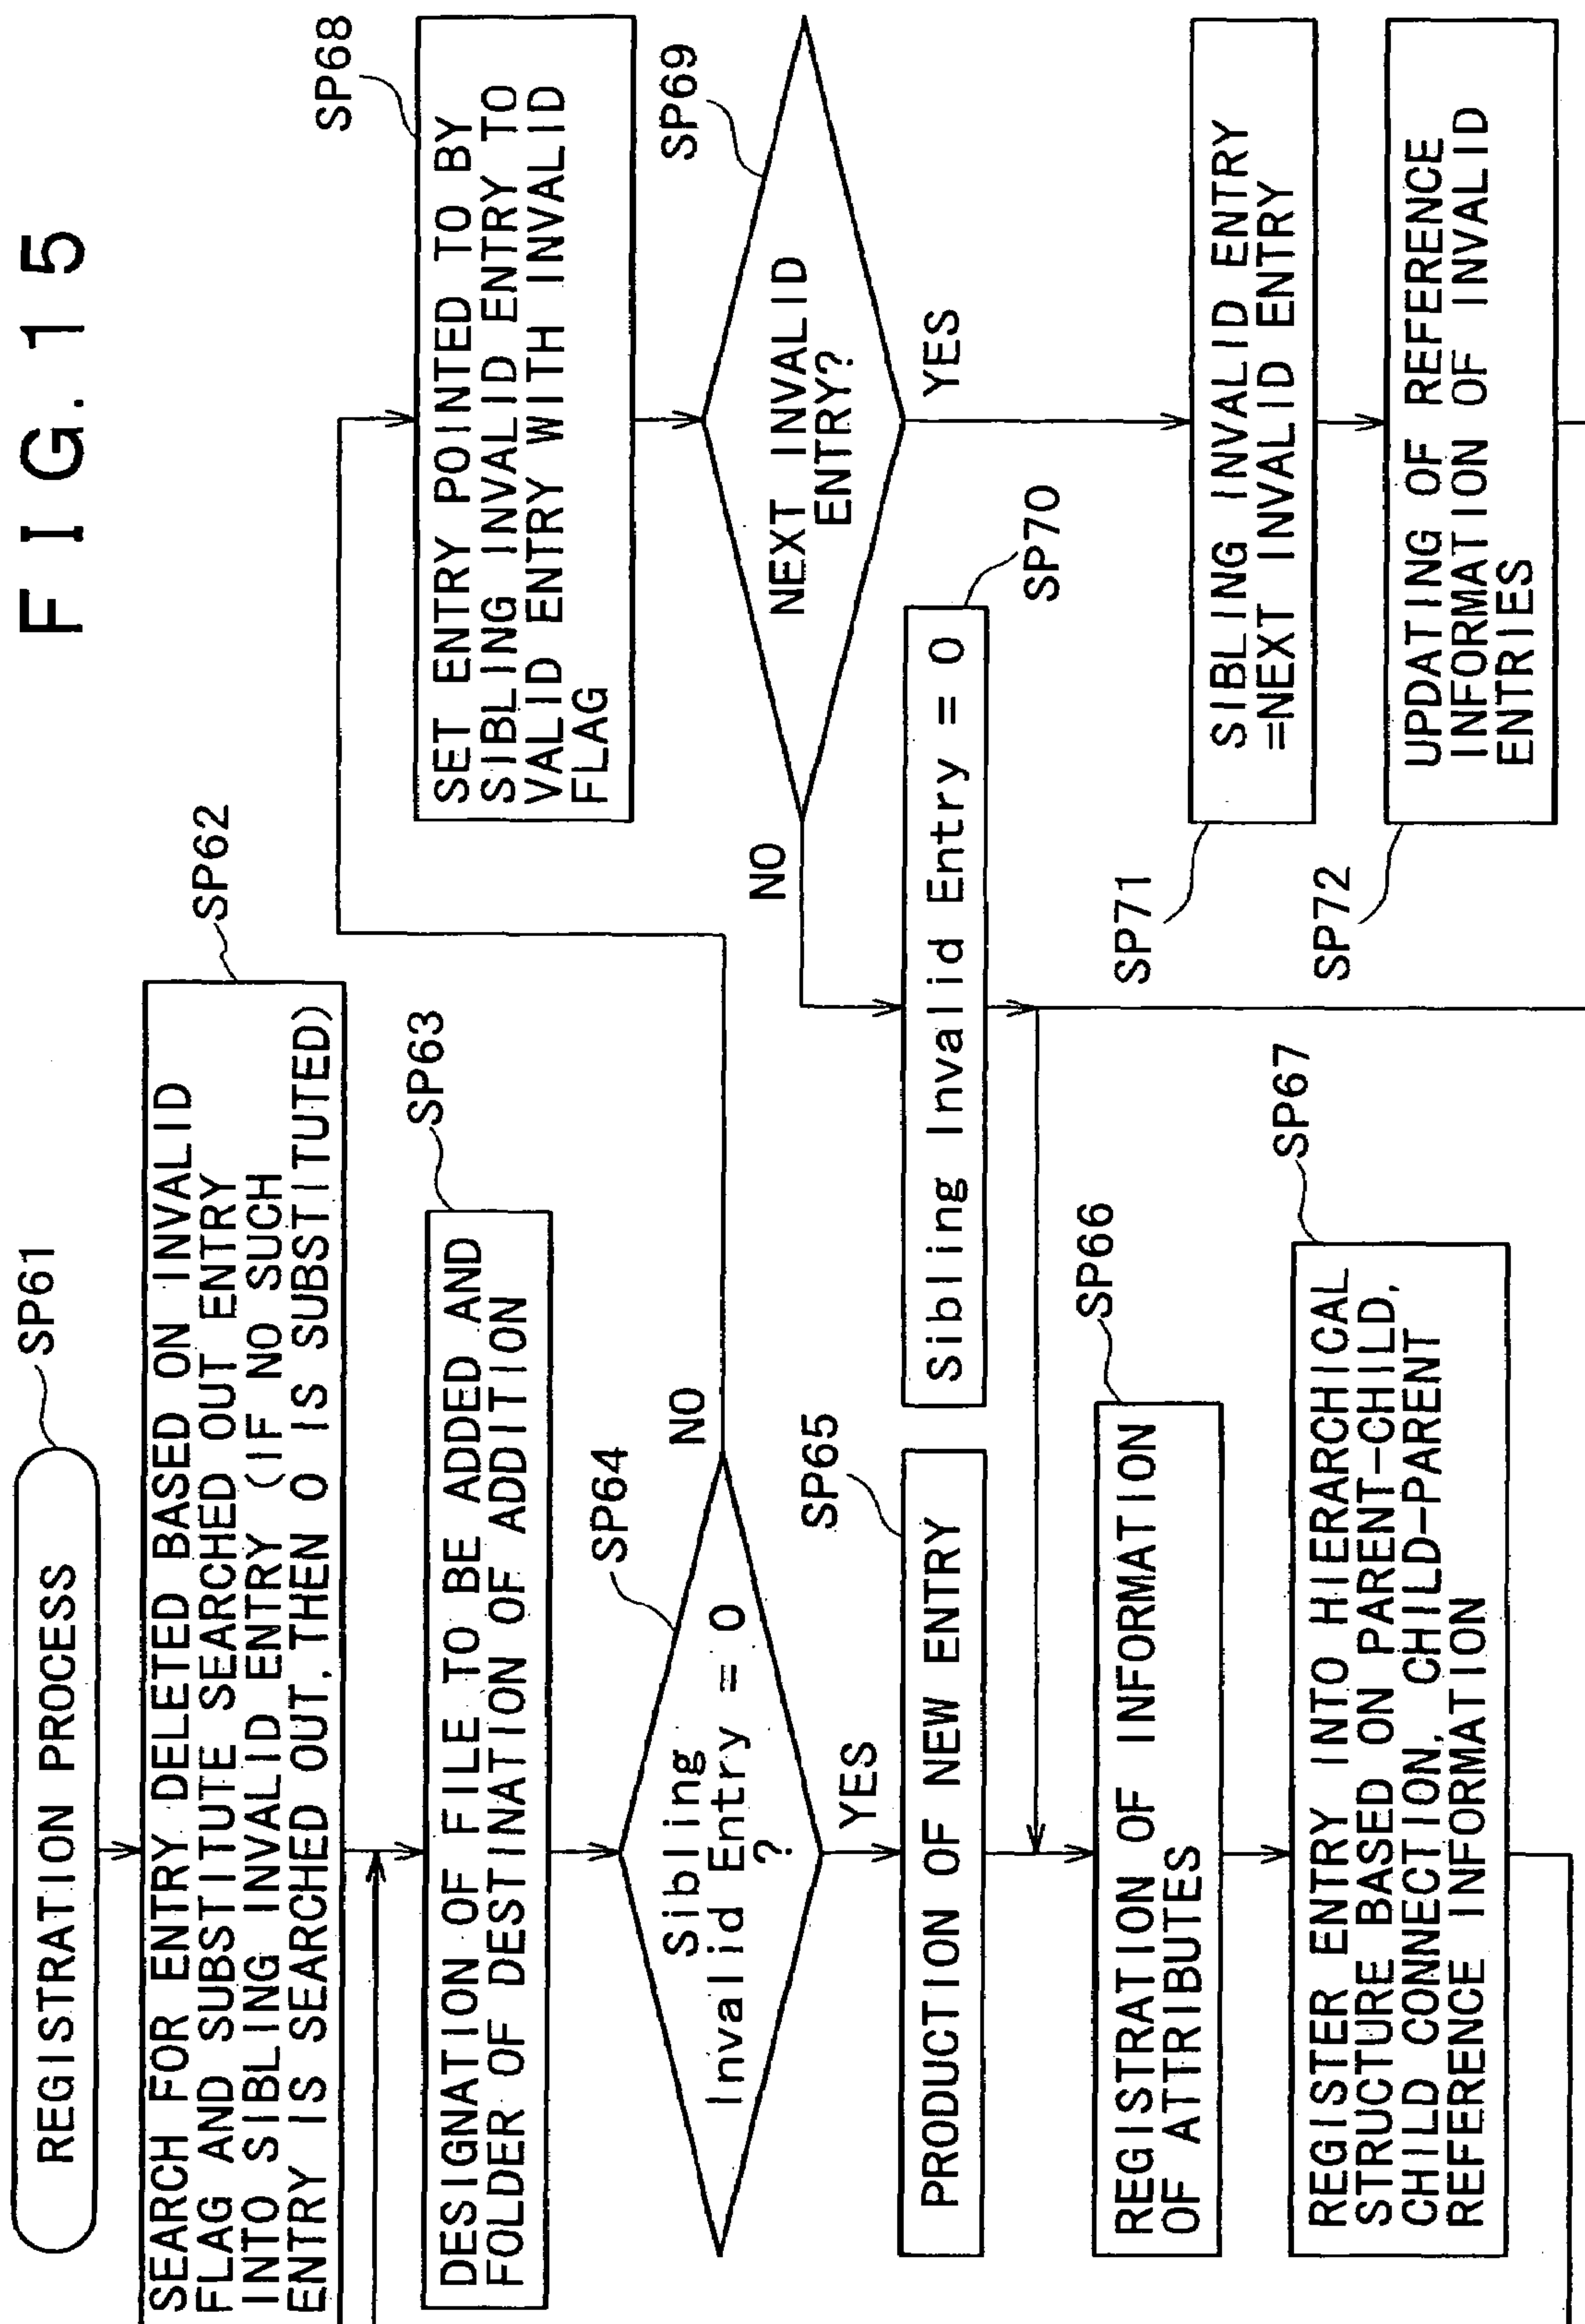 FIG. 15
REGISTRATION PROCESS
SP61
SEARCH FOR ENTRY DELETED BASED ON INVALID
FLAG AND SUBSTITUTE SEARCHED OUT ENTRY
INTO SIBLING INVALID ENTRY (IF NO SUCH
ENTRY IS SEARCHED OUT, THEN 0 IS SUBSTITUTED)
SP62
DESIGNATION OF FILE TO BE ADDED AND
FOLDER OF DESTINATION OF ADDITION
SP63
Sibling
Invalid Entry = 0
?
SP64
NO
YES
PRODUCTION OF NEW ENTRY
SP65
REGISTRATION OF INFORMATION
OF ATTRIBUTES
SP66
REGISTER ENTRY INTO HIERARCHICAL
STRUCTURE BASED ON PARENT-CHILD,
CHILD CONNECTION, CHILD-PARENT
REFERENCE INFORMATION
SP67
SET ENTRY POINTED TO BY
SIBLING INVALID ENTRY TO
VALID ENTRY WITH INVALID
FLAG
SP68
NEXT INVALID
ENTRY?
SP69
NO
YES
Sibling Invalid Entry = 0
SP70
SIBLING INVALID ENTRY
=NEXT INVALID ENTRY
SP71
UPDATING OF REFERENCE
INFORMATION OF INVALID
ENTRIES
SP72